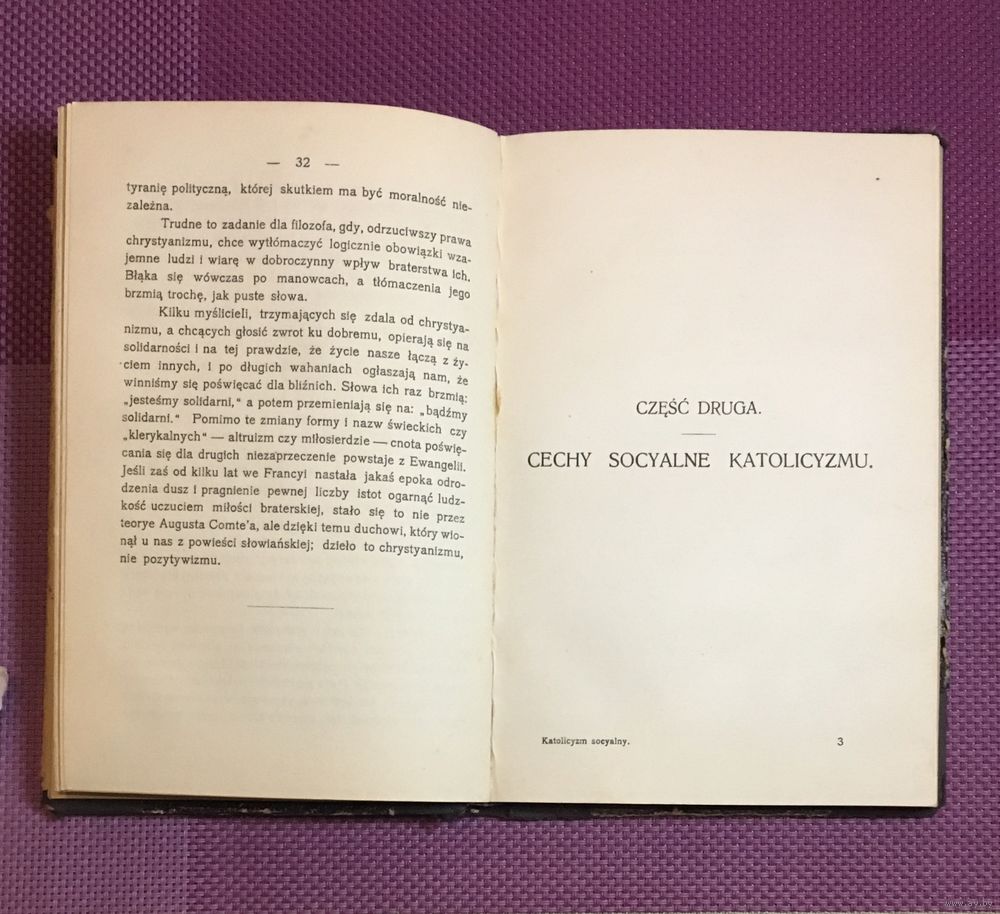 — 32 —
tyranię polityczną, której skutkiem ma być moralność nie-
zależna.
Trudne to zadanie dla filozofa, gdy, odrzuciwszy prawa
chrystyanizmu, chce wytłómaczyć logicznie obowiązki wza-
jemne ludzi i wiarę w dobroczynny wpływ braterstwa ich.
Błąka się wówczas po manowcach, a tłómaczenia jego
brzmią trochę, jak puste słowa.
Kilku myślicieli, trzymających się zdala od chrystya-
nizmu, a chcących głosić zwrot ku dobremu, opierają się na
solidarności i na tej prawdzie, że życie nasze łączą z ży-
ciem innych, i po długich wahaniach ogłaszają nam, że
winniśmy się poświęcać dla bliźnich. Słowa ich raz brzmią:
„jesteśmy solidarni,“ a potem przemieniają się na: „bądźmy
solidarni.“ Pomimo te zmiany formy i nazw świeckich czy
„klerykalnych“ — altruizm czy miłosierdzie — cnota poświę-
cania się dla drugich niezaprzeczenie powstaje z Ewangelii.
Jeśli zaś od kilku lat we Francyi nastała jakaś epoka odro-
dzenia dusz i pragnienie pewnej liczby istot ogarnąć ludz-
kość uczuciem miłości braterskiej, stało się to nie przez
teorye Augusta Comte'a, ale dzięki temu duchowi, który wio-
nął u nas z powieści słowiańskiej; dzieło to chrystyanizmu,
nie pozytywizmu.
CZĘŚĆ DRUGA.
CECHY SOCYALNE KATOLICYZMU.
Katolicyzm socyalny. 3
www.ay.by